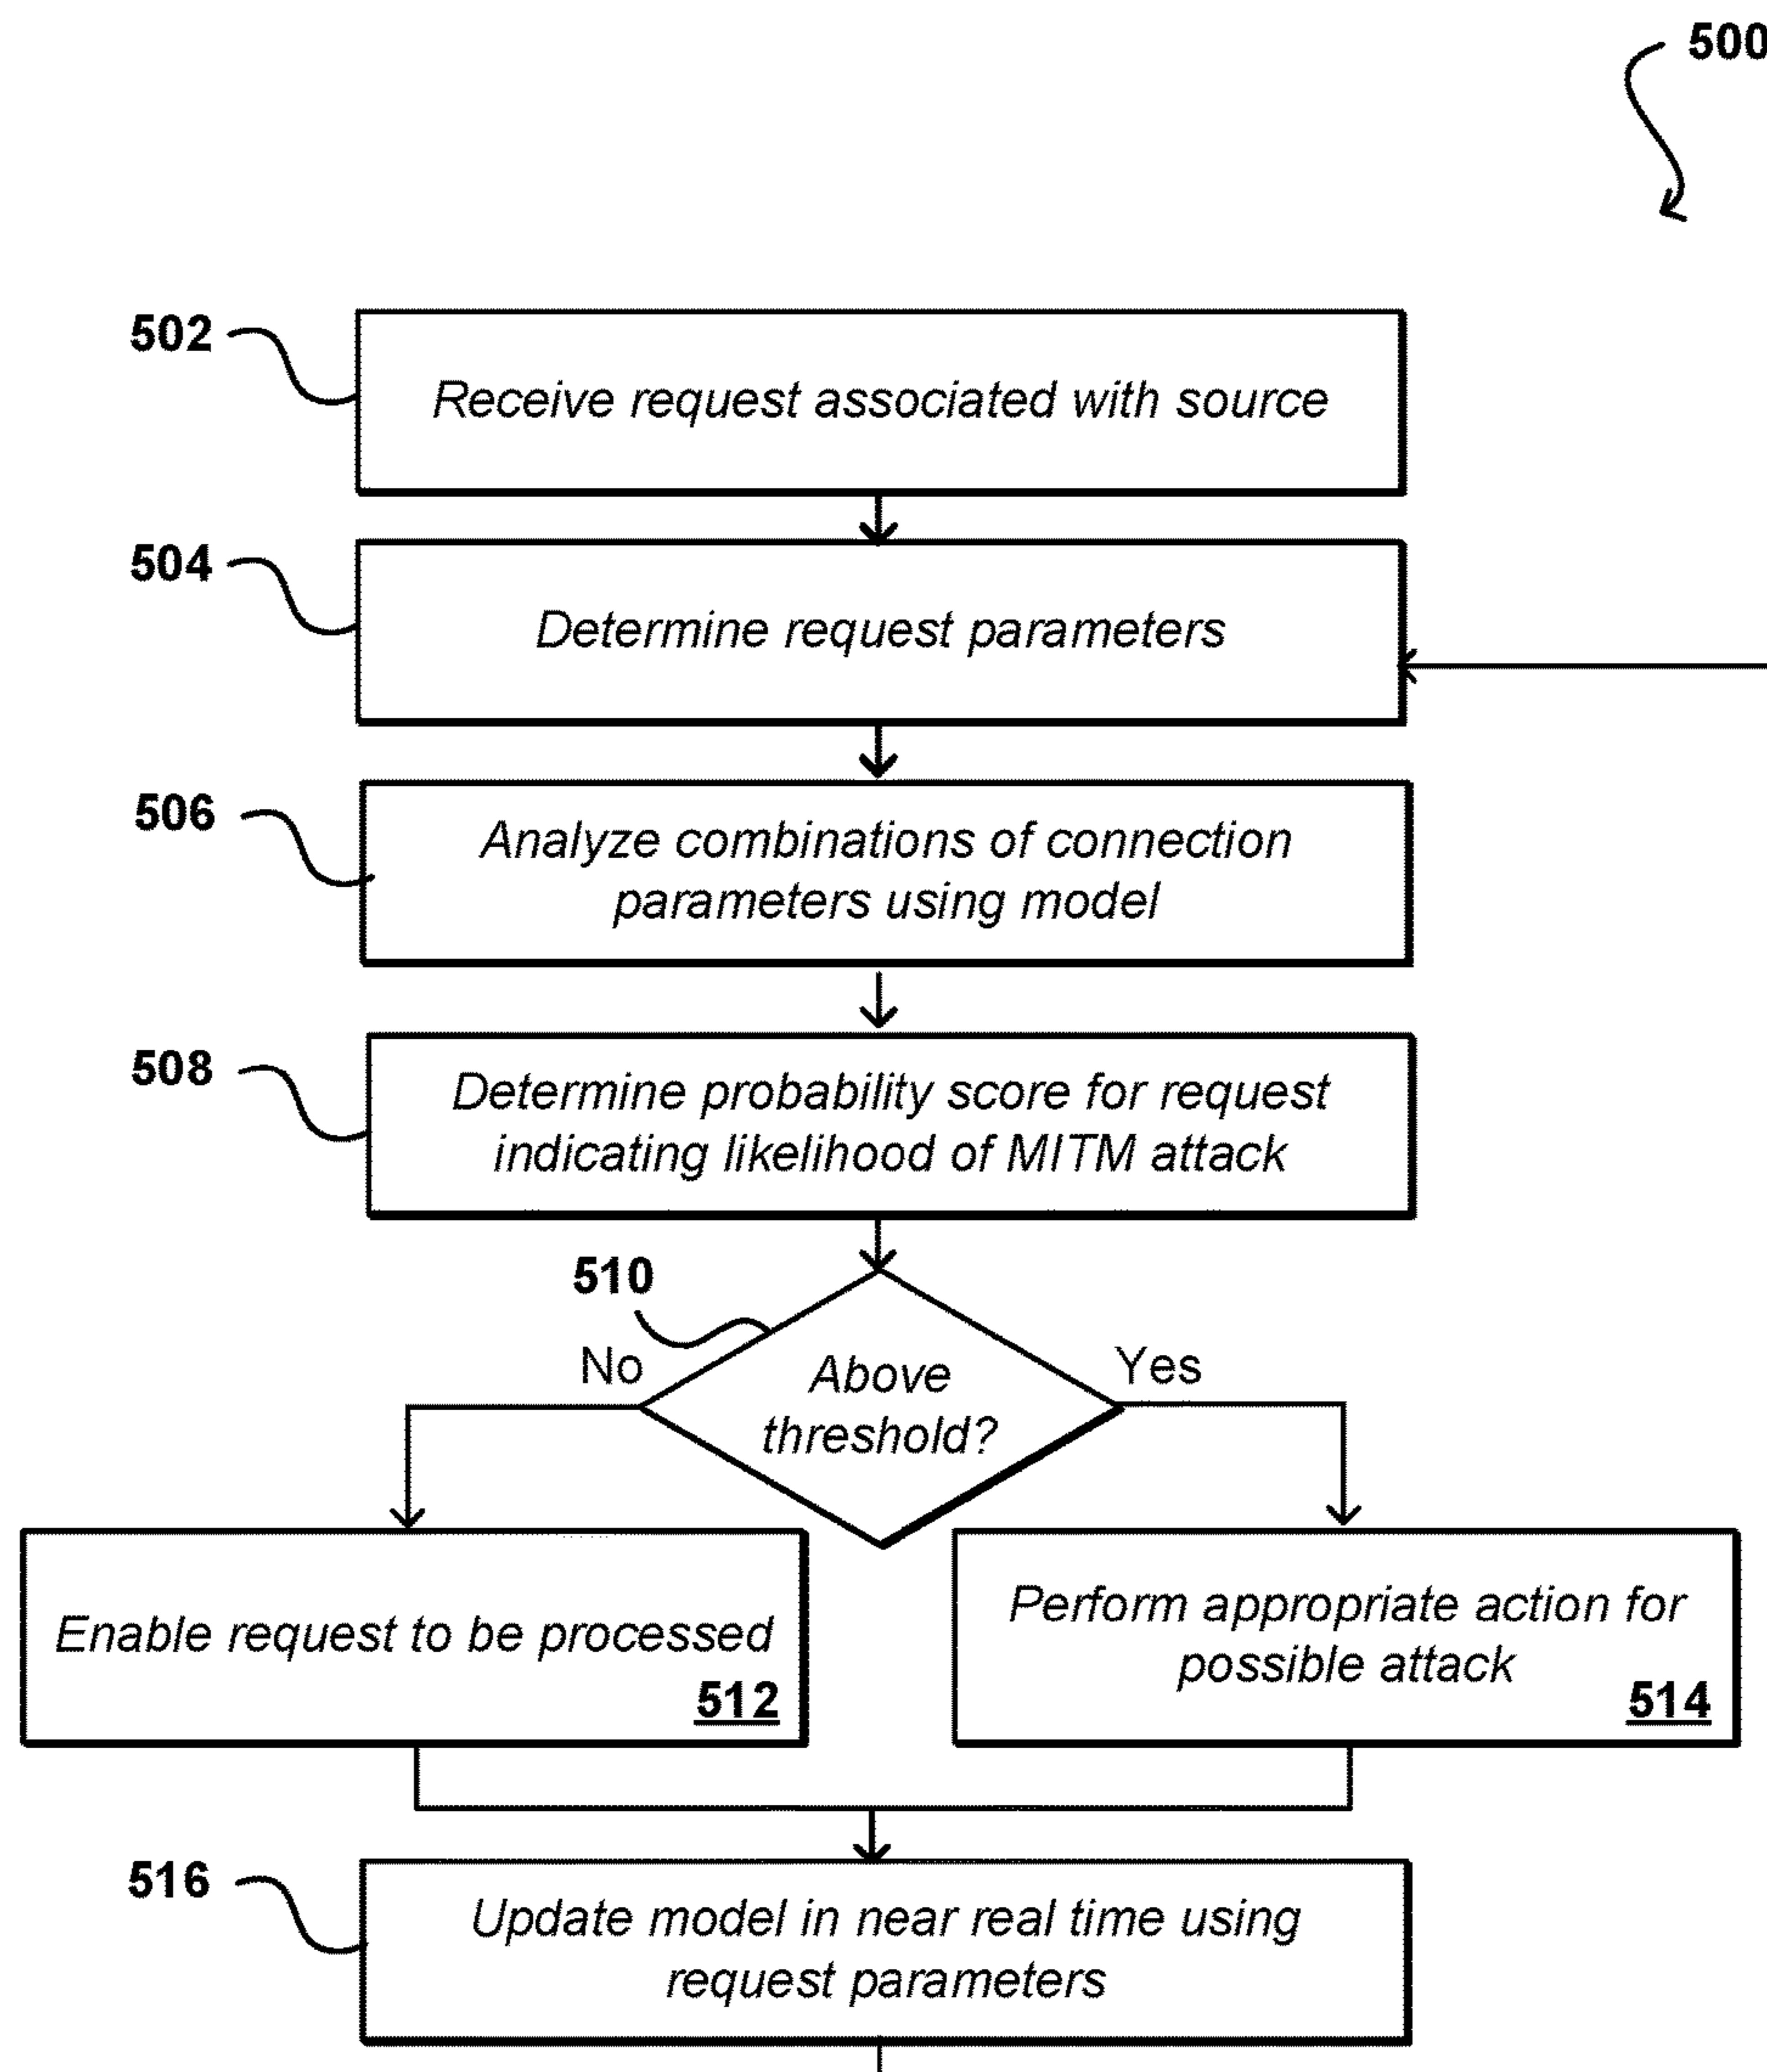 500
502
Receive request associated with source
504
Determine request parameters
506
Analyze combinations of connection
parameters using model
508
Determine probability score for request
indicating likelihood of MITM attack
510
No
Yes
Above
threshold?
Enable request to be processed
512
Perform appropriate action for
possible attack
514
516
Update model in near real time using
request parameters